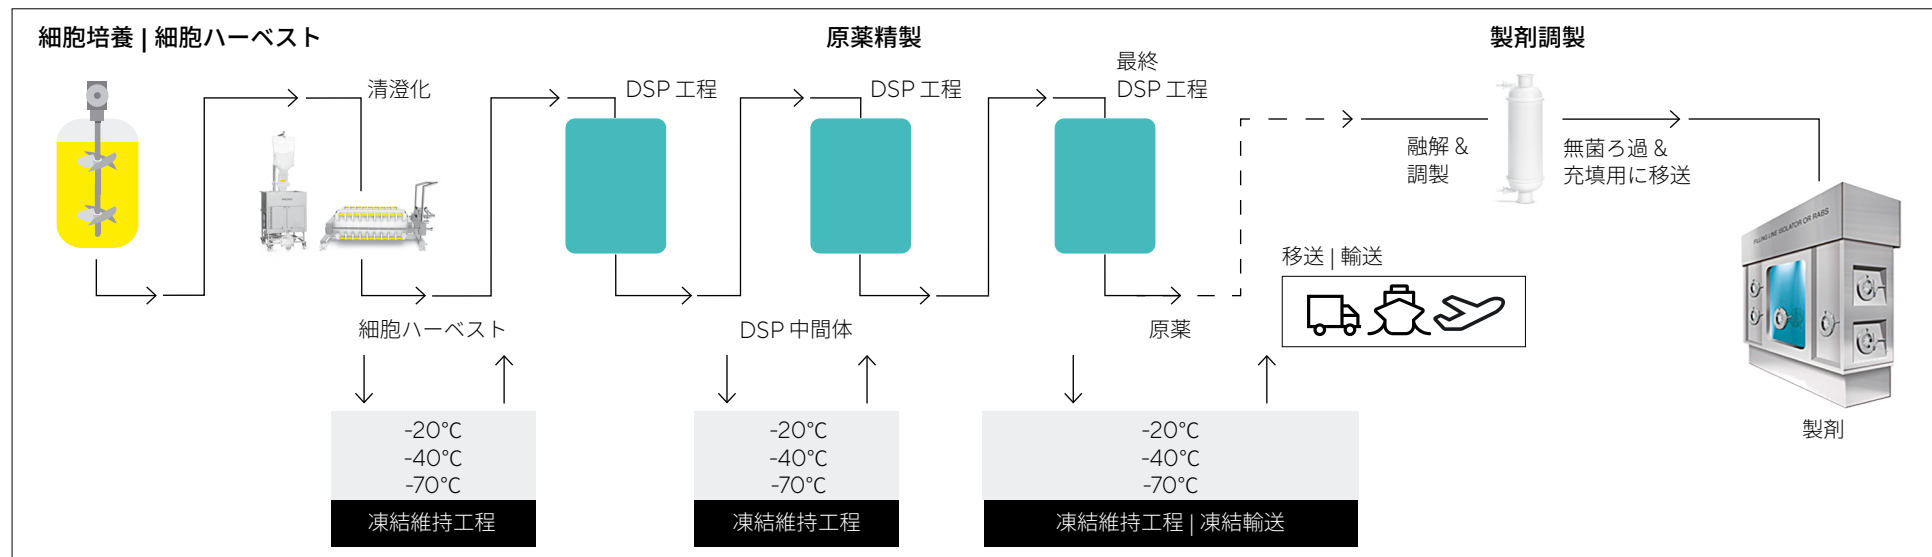 細胞培養 | 細胞ハーベスト
原薬精製
製剤調製
清澄化
DSP 工程
DSP 工程
最終
DSP 工程
融解 &
調製
無菌ろ過 &
充填用に移送
FILLING LINE ISOLATOR OR RABS
移送 | 輸送
細胞ハーベスト
DSP 中間体
原薬
製剤
-20°C
-40°C
-70°C
凍結維持工程
-20°C
-40°C
-70°C
凍結維持工程
-20°C
-40°C
-70°C
凍結維持工程 | 凍結輸送